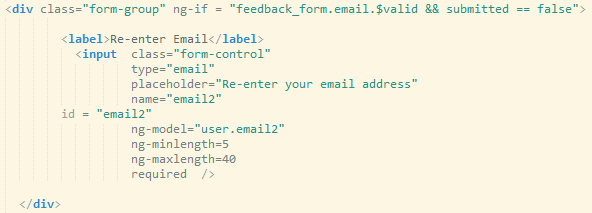 <div class="form-group" ng-if = "feedback_form.email.$valid && submitted == false">
<label>Re-enter Email</label>
<input class="form-control"
type="email"
placeholder="Re-enter your email address"
name="email2"
id = "email2"
ng-model="user.email2"
ng-minlength=5
ng-maxlength=40
required />
</div>